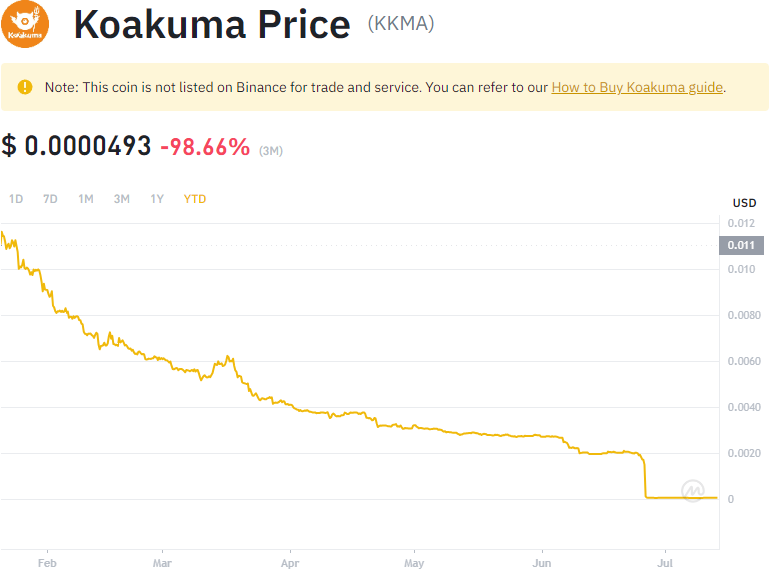 Koakuma
Koakuma Price (KKMA)
Note: This coin is not listed on Binance for trade and service. You can refer to our How to Buy Koakuma guide.
$ 0.0000493 -98.66% (3M)
1D 7D 1M 3M 1Y YTD
USD
0.012
0.011
0.010
0.0080
0.0060
0.0040
0.0020
0
Feb Mar Apr May Jun Jul